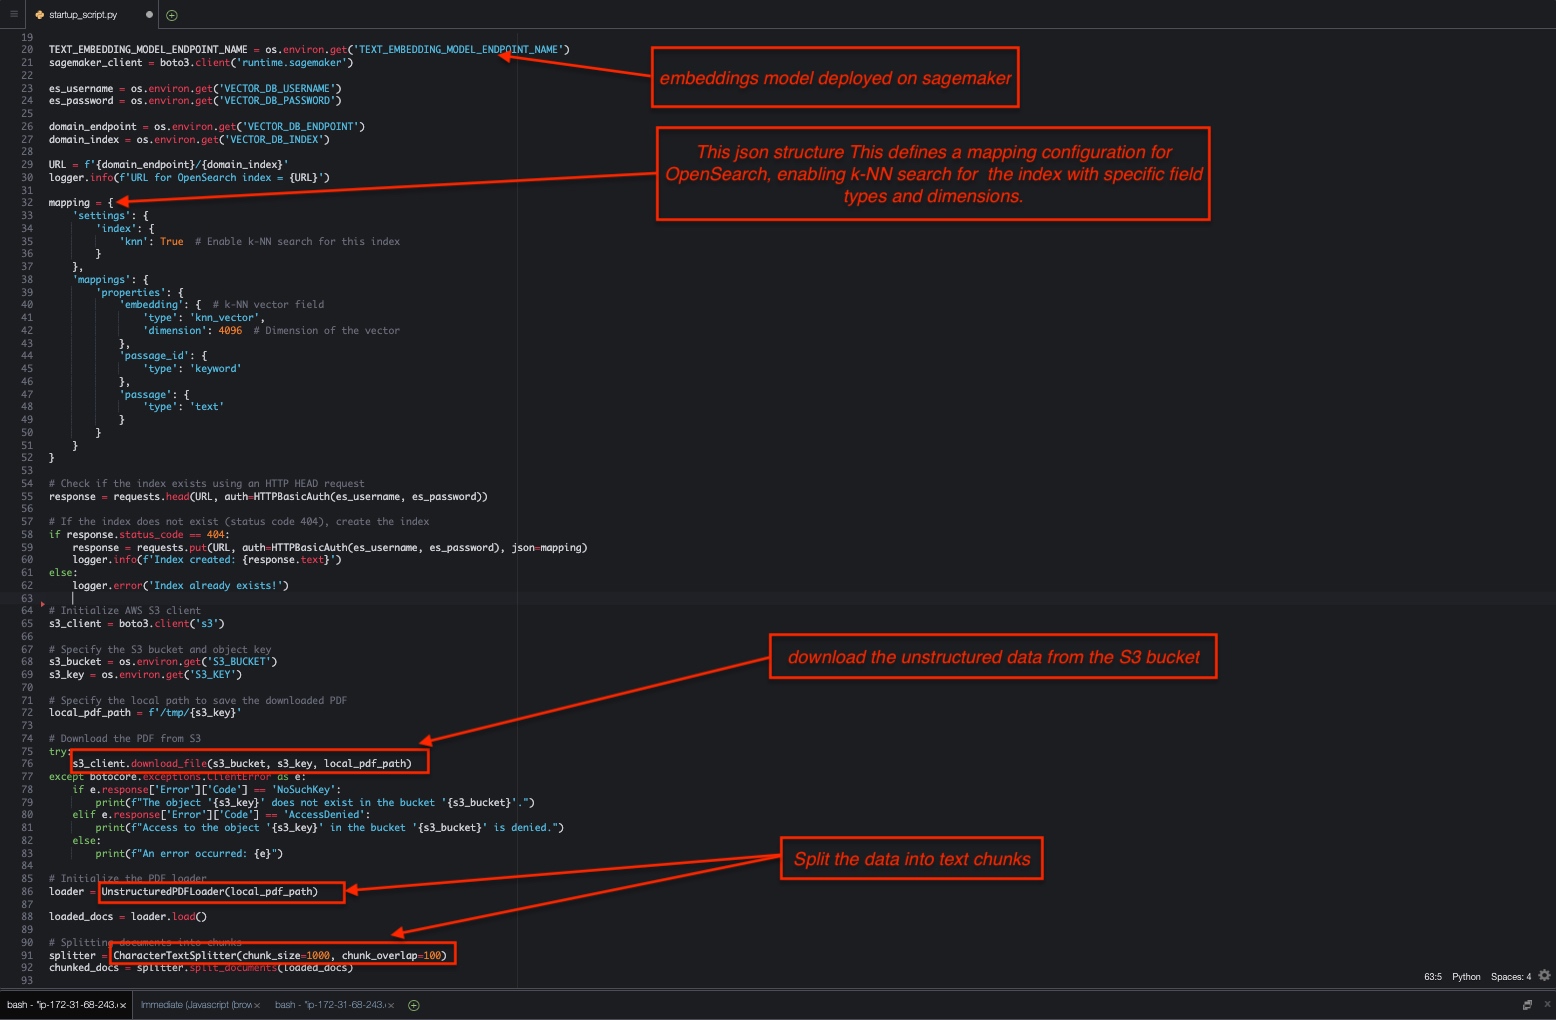 startup_script.py
19
20 TEXT_EMBEDDING_MODEL_ENDPOINT_NAME = os.environ.get('TEXT_EMBEDDING_MODEL_ENDPOINT_NAME')
21 sagemaker_client = boto3.client('runtime.sagemaker')
22
23 es_username = os.environ.get('VECTOR_DB_USERNAME')
24 es_password = os.environ.get('VECTOR_DB_PASSWORD')
25
26 domain_endpoint = os.environ.get('VECTOR_DB_ENDPOINT')
27 domain_index = os.environ.get('VECTOR_DB_INDEX')
28
29 URL = f'{domain_endpoint}/{domain_index}'
30 logger.info(f'URL for OpenSearch index = {URL}')
31
32 mapping = {
33     'settings': {
34         'index': {
35             'knn': True  # Enable k-NN search for this index
36         }
37     },
38     'mappings': {
39         'properties': {
40             'embedding': {  # k-NN vector field
41                 'type': 'knn_vector',
42                 'dimension': 4096  # Dimension of the vector
43             },
44             'passage_id': {
45                 'type': 'keyword'
46             },
47             'passage': {
48                 'type': 'text'
49             }
50         }
51     }
52 }
53
54 # Check if the index exists using an HTTP HEAD request
55 response = requests.head(URL, auth=HTTPBasicAuth(es_username, es_password))
56
57 # If the index does not exist (status code 404), create the index
58 if response.status_code == 404:
59     response = requests.put(URL, auth=HTTPBasicAuth(es_username, es_password), json=mapping)
60     logger.info(f'Index created: {response.text}')
61 else:
62     logger.error('Index already exists!')
63
64 # Initialize AWS S3 client
65 s3_client = boto3.client('s3')
66
67 # Specify the S3 bucket and object key
68 s3_bucket = os.environ.get('S3_BUCKET')
69 s3_key = os.environ.get('S3_KEY')
70
71 # Specify the local path to save the downloaded PDF
72 local_pdf_path = f'/tmp/{s3_key}'
73
74 # Download the PDF from S3
75 try:
76     s3_client.download_file(s3_bucket, s3_key, local_pdf_path)
77 except botocore.exceptions.ClientError as e:
78     if e.response['Error']['Code'] == 'NoSuchKey':
79         print(f"The object '{s3_key}' does not exist in the bucket '{s3_bucket}'.")
80     elif e.response['Error']['Code'] == 'AccessDenied':
81         print(f"Access to the object '{s3_key}' in the bucket '{s3_bucket}' is denied.")
82     else:
83         print(f"An error occurred: {e}")
84
85 # Initialize the PDF loader
86 loader = UnstructuredPDFLoader(local_pdf_path)
87
88 loaded_docs = loader.load()
89
90 # Splitting documents into chunks
91 splitter = CharacterTextSplitter(chunk_size=1000, chunk_overlap=100)
92 chunked_docs = splitter.split_documents(loaded_docs)
93
embeddings model deployed on sagemaker
This json structure This defines a mapping configuration for
OpenSearch, enabling k-NN search for the index with specific field
types and dimensions.
download the unstructured data from the S3 bucket
Split the data into text chunks
63:5 Python Spaces: 4
bash - "ip-172-31-68-243.‹ × Immediate (Javascript (brow × bash - "ip-172-31-68-243.‹ ×